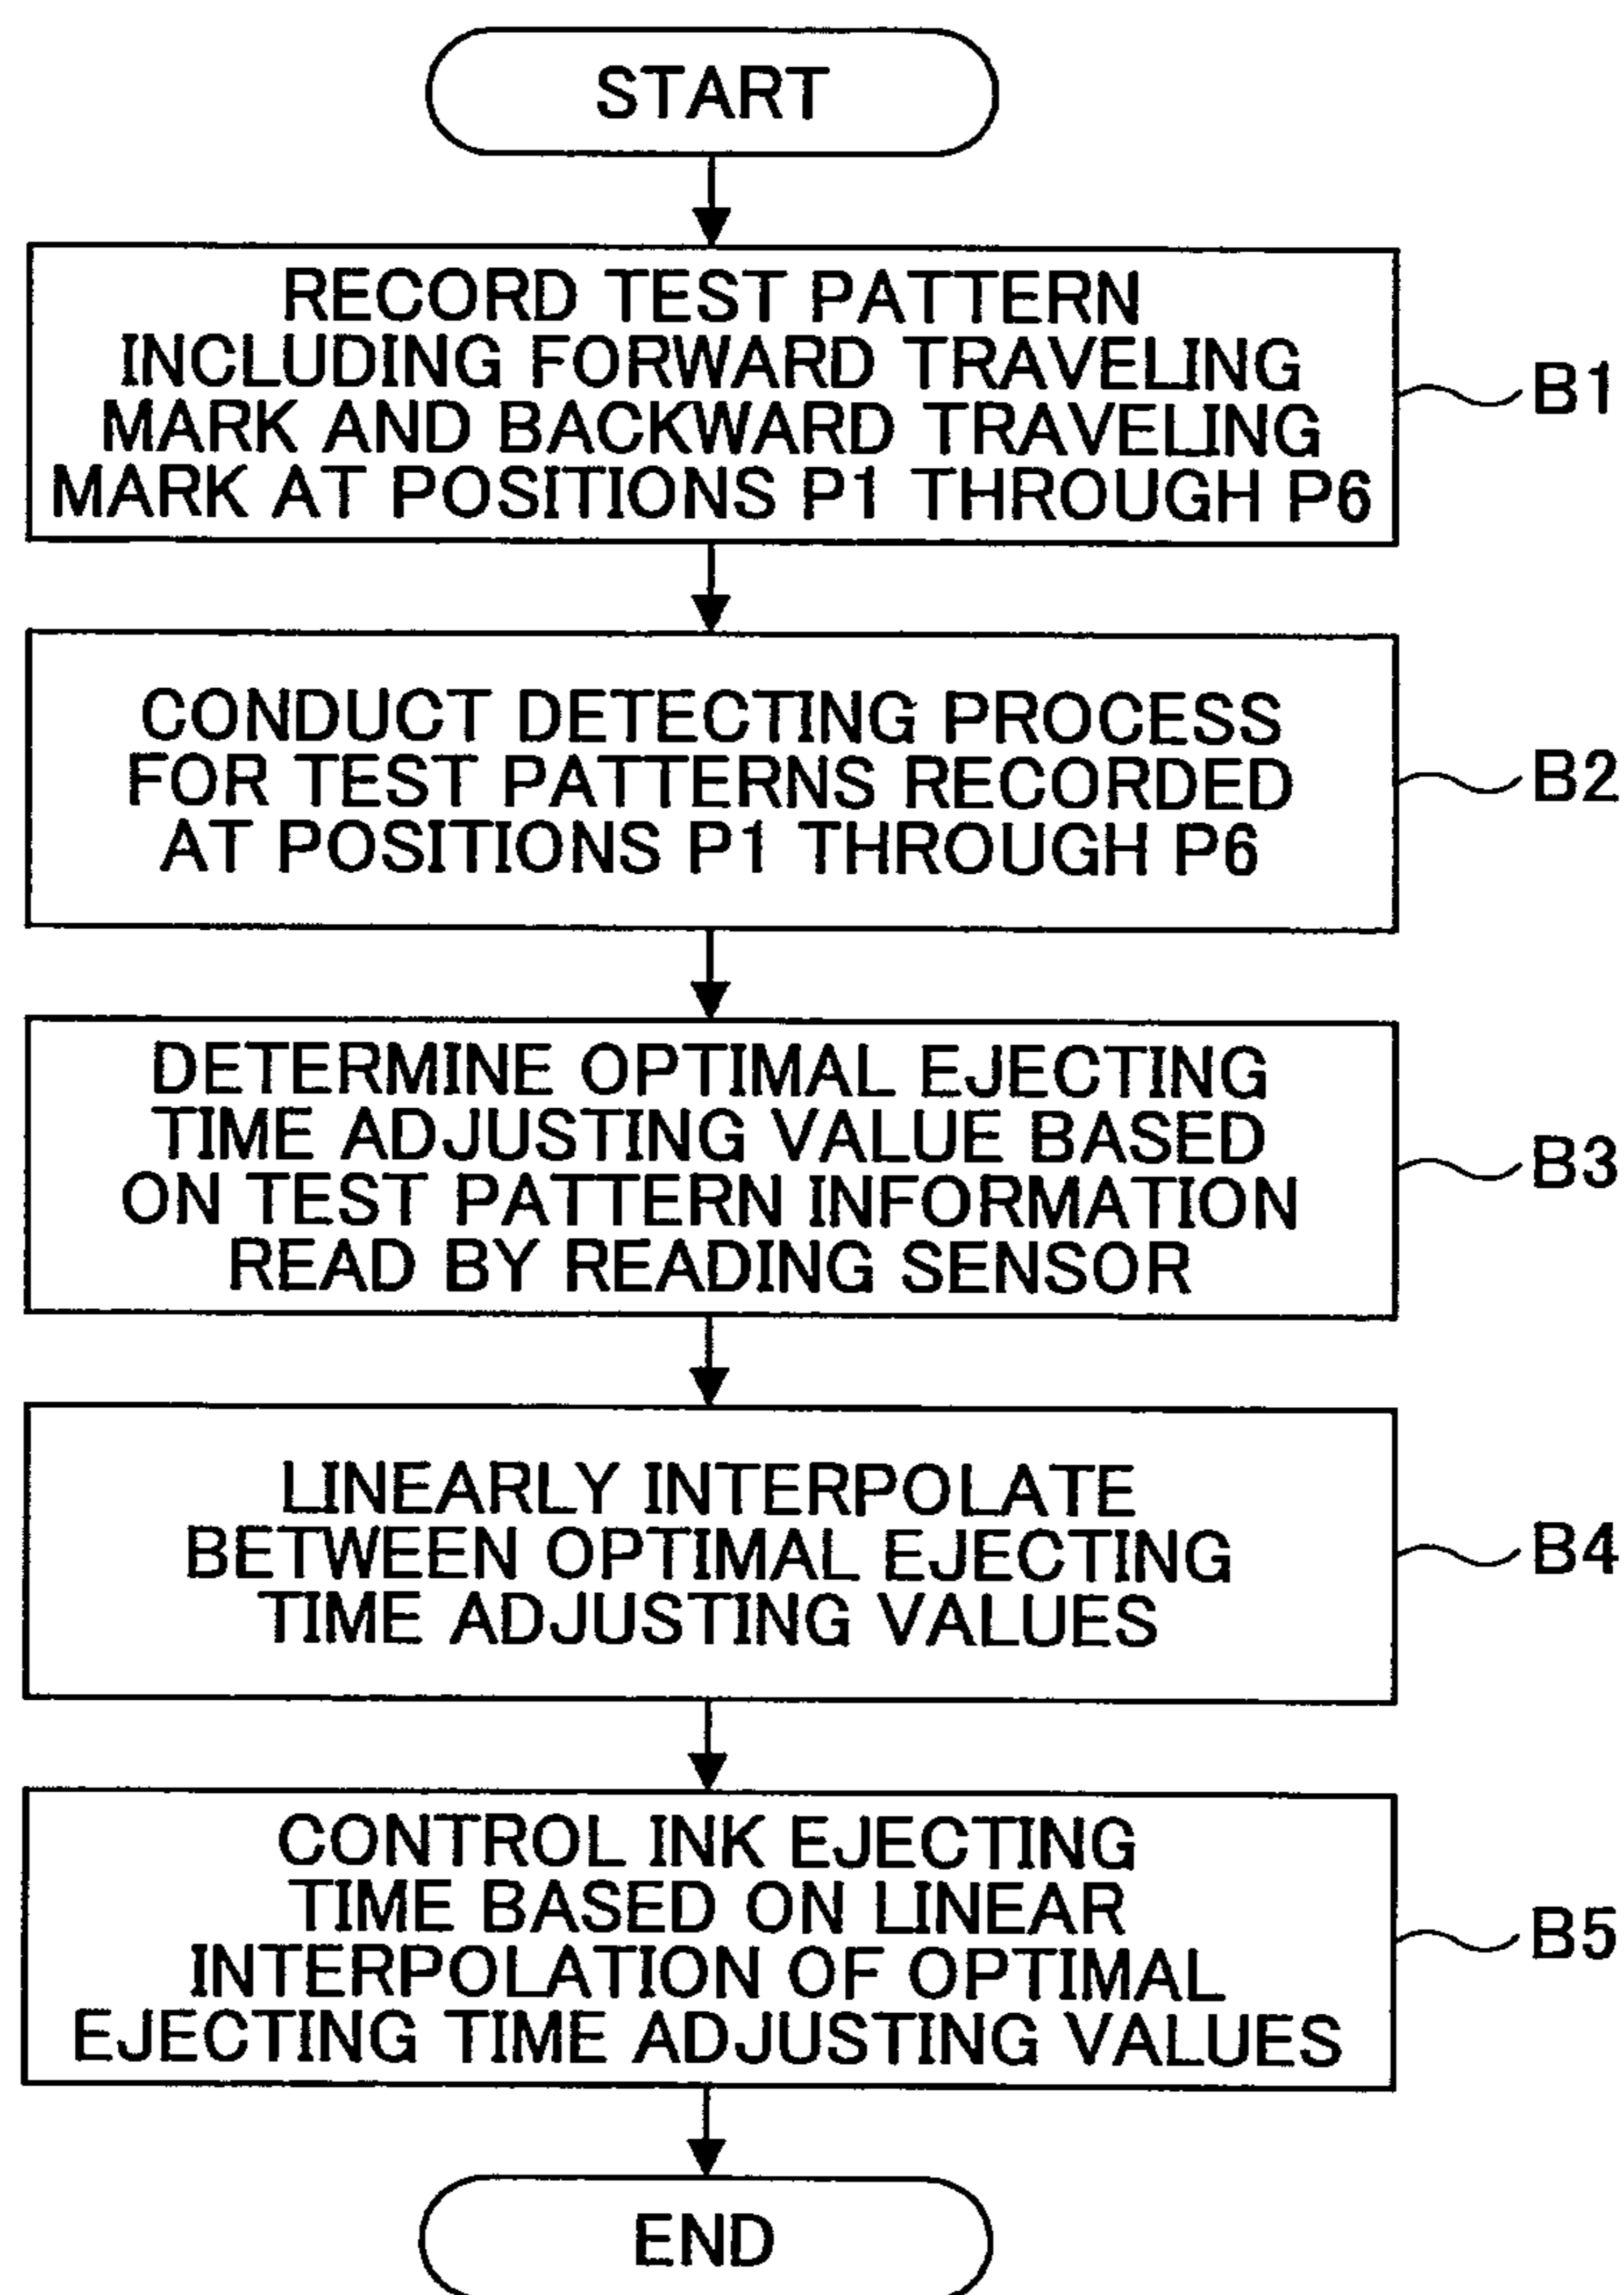 START
RECORD TEST PATTERN
INCLUDING FORWARD TRAVELING
MARK AND BACKWARD TRAVELING
MARK AT POSITIONS P1 THROUGH P6
B1
CONDUCT DETECTING PROCESS
FOR TEST PATTERNS RECORDED
AT POSITIONS P1 THROUGH P6
B2
DETERMINE OPTIMAL EJECTING
TIME ADJUSTING VALUE BASED
ON TEST PATTERN INFORMATION
READ BY READING SENSOR
B3
LINEARLY INTERPOLATE
BETWEEN OPTIMAL EJECTING
TIME ADJUSTING VALUES
B4
CONTROL INK EJECTING
TIME BASED ON LINEAR
INTERPOLATION OF OPTIMAL
EJECTING TIME ADJUSTING VALUES
B5
END